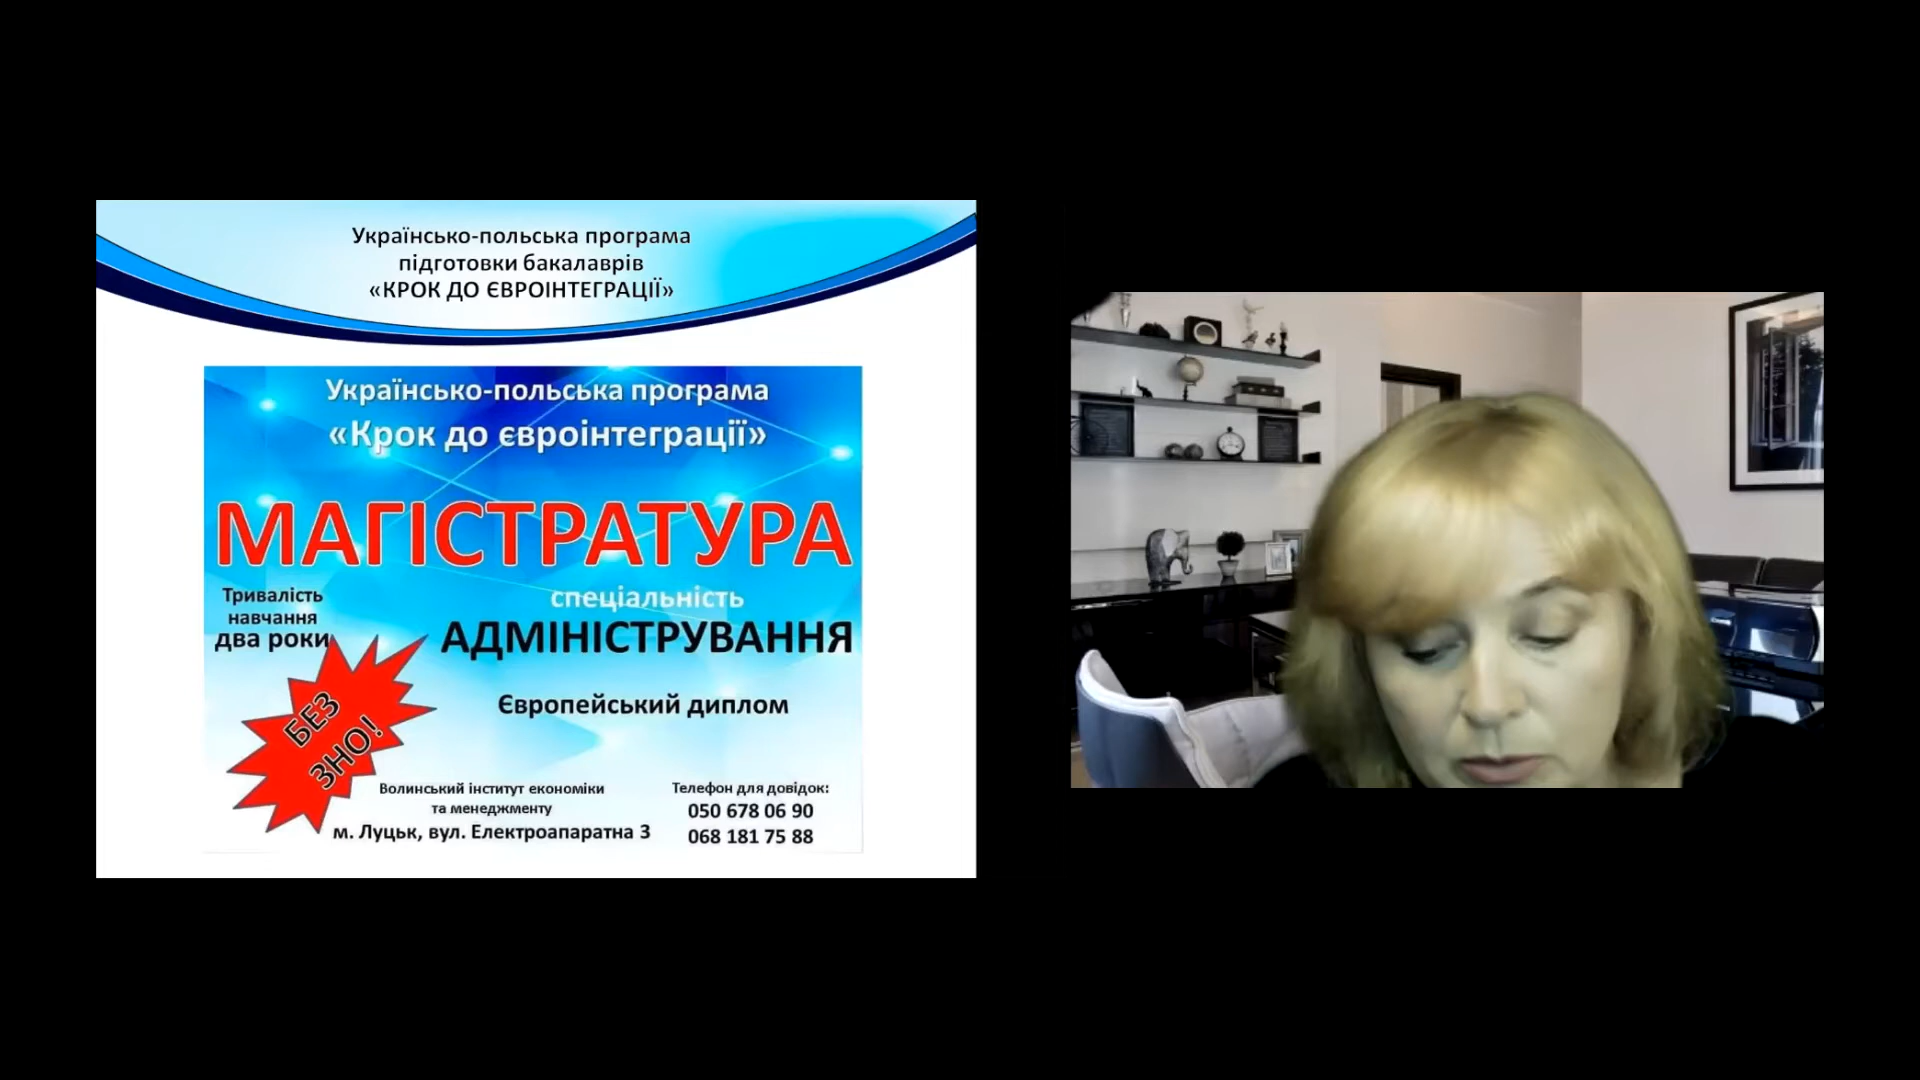 Українсько-польська програма
підготовки бакалаврів
«КРОК ДО ЄВРОІНТЕГРАЦІЇ»
Українсько-польська програма
«Крок до євроінтеграції»
МАГІСТРАТУРА
Тривалість
навчання
два роки
спеціальність
АДМІНІСТРУВАННЯ
Європейський диплом
БЕЗ
ЗНО!
Волинський інститут економіки
та менеджменту
м. Луцьк, вул. Електроапаратна 3
Телефон для довідок:
050 678 06 90
068 181 75 88